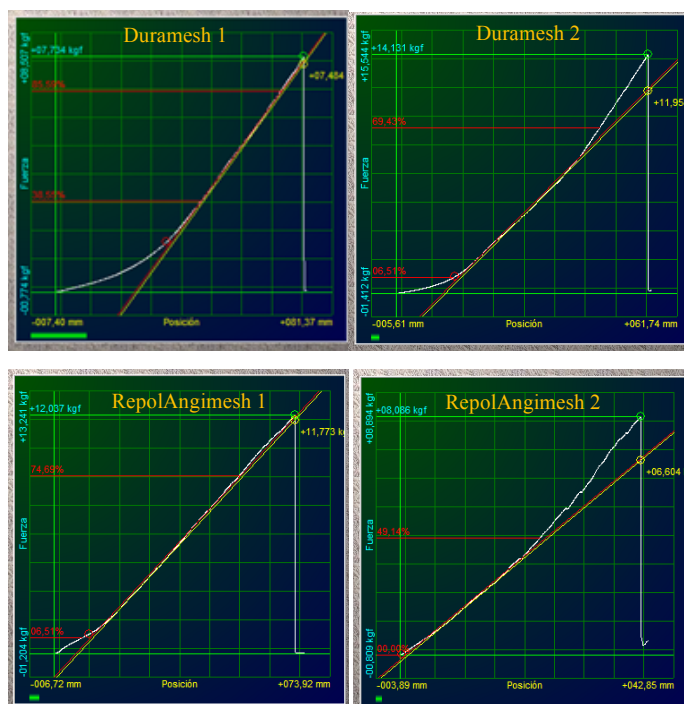 Duramesh 1
+07,734 kgf
+08,507 kgf
+07,484
65,59%
38,55%
Fuerza
-00,774 kgf
-007,40 mm
Posición
+081,37 mm
Duramesh 2
+14,131 kgf
+15,544 kgf
+11,95
69,43%
Fuerza
06,51%
-01,412 kgf
-005,61 mm
Posición
+061,74 mm
RepolAngimesh 1
+12,037 kgf
+13,241 kgf
+11,773 kg
74,69%
Fuerza
06,51%
-01,204 kgf
-006,72 mm
Posición
+073,92 mm
RepolAngimesh 2
+08,086 kgf
+08,894 kgf
+06,604
49,14%
Fuerza
00,00%
-00,809 kgf
-003,89 mm
Posición
+042,85 mm